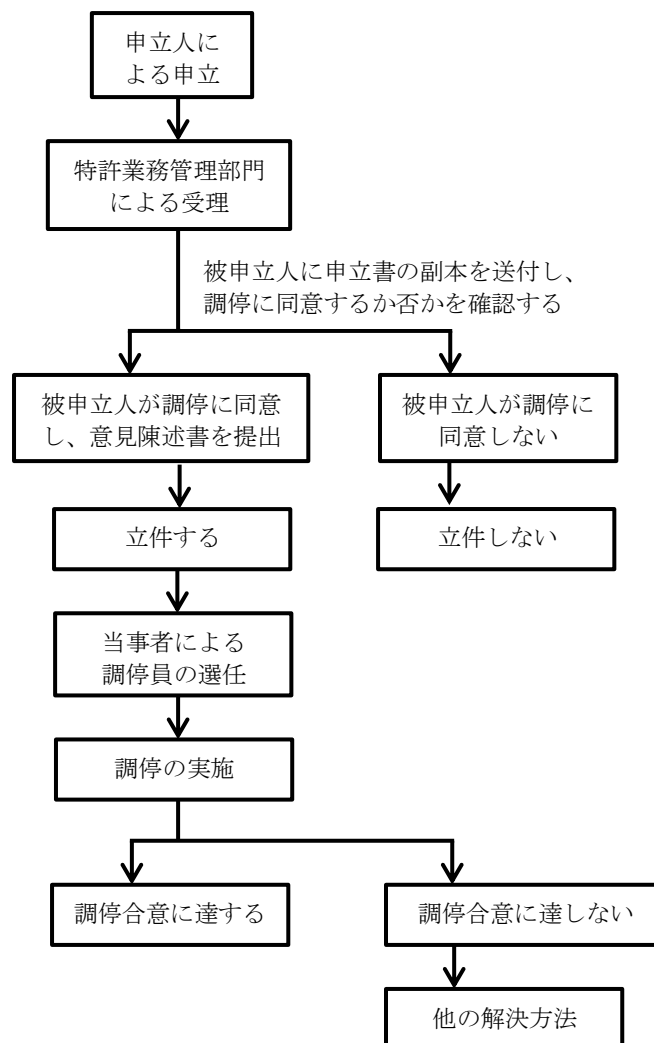 申立人に
よる申立
特許業務管理部門
による受理
被申立人に申立書の副本を送付し、
調停に同意するか否かを確認する
被申立人が調停に同意
し、意見陳述書を提出
被申立人が調停に
同意しない
立件する
立件しない
当事者による
調停員の選任
調停の実施
調停合意に達する
調停合意に達しない
他の解決方法